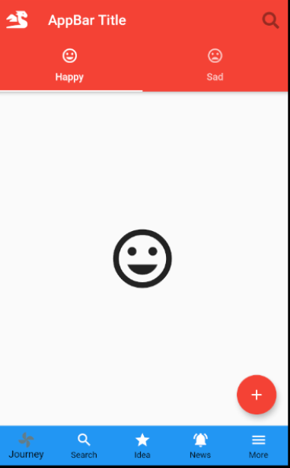 AppBar Title
Happy
Sad
Journey
Search
Idea
News
More